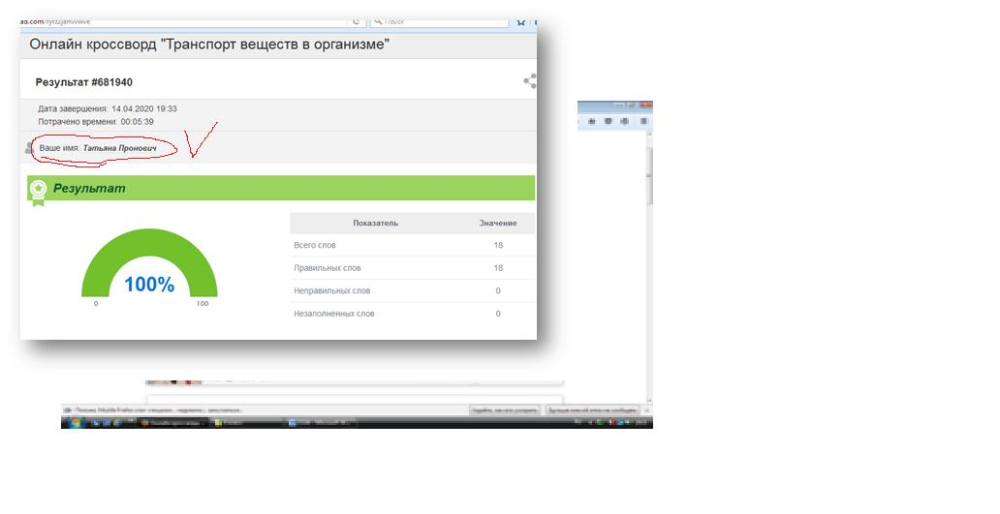 Поиск
Онлайн кроссворд "Транспорт веществ в организме"
Результат #681940
Дата завершения: 14.04.2020 19:33
Потрачено времени: 00:05:39
Ваше имя: Татьяна Пронович
Результат
Показатель Значение
Всего слов 18
Правильных слов 18
Неправильных слов 0
Незаполненных слов 0
100%
0 100